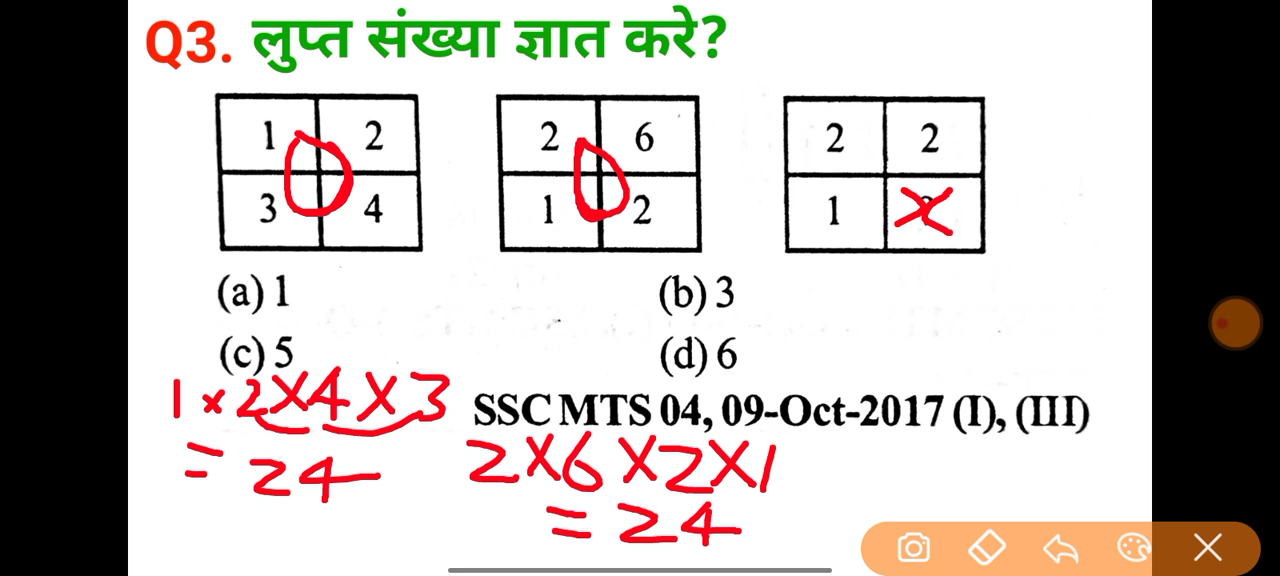 Q3. लुप्त संख्या ज्ञात करे?
1 2 2 6 2 2
3 4 1 2 1 x
(a) 1 (b) 3
(c) 5 (d) 6
1 x 2 x 4 x 3 SSC MTS 04, 09-Oct-2017 (I), (III)
= 24 2 x 6 x 2 x 1
= 24